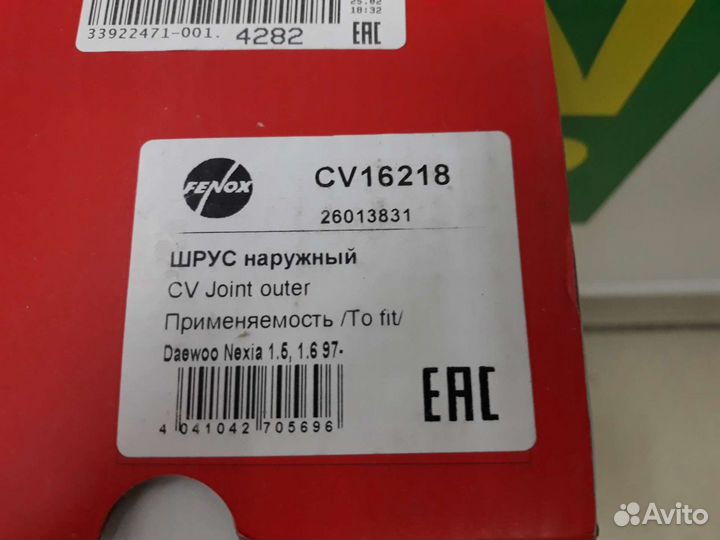 25.02
18:32
33922471-001. 4282 EAC
FENOX
CV16218
26013831
ШРУС наружный
CV Joint outer
Применяемость /To fit/
Daewoo Nexia 1.5, 1.6 97-
4 041042 705696
EAC
Avito